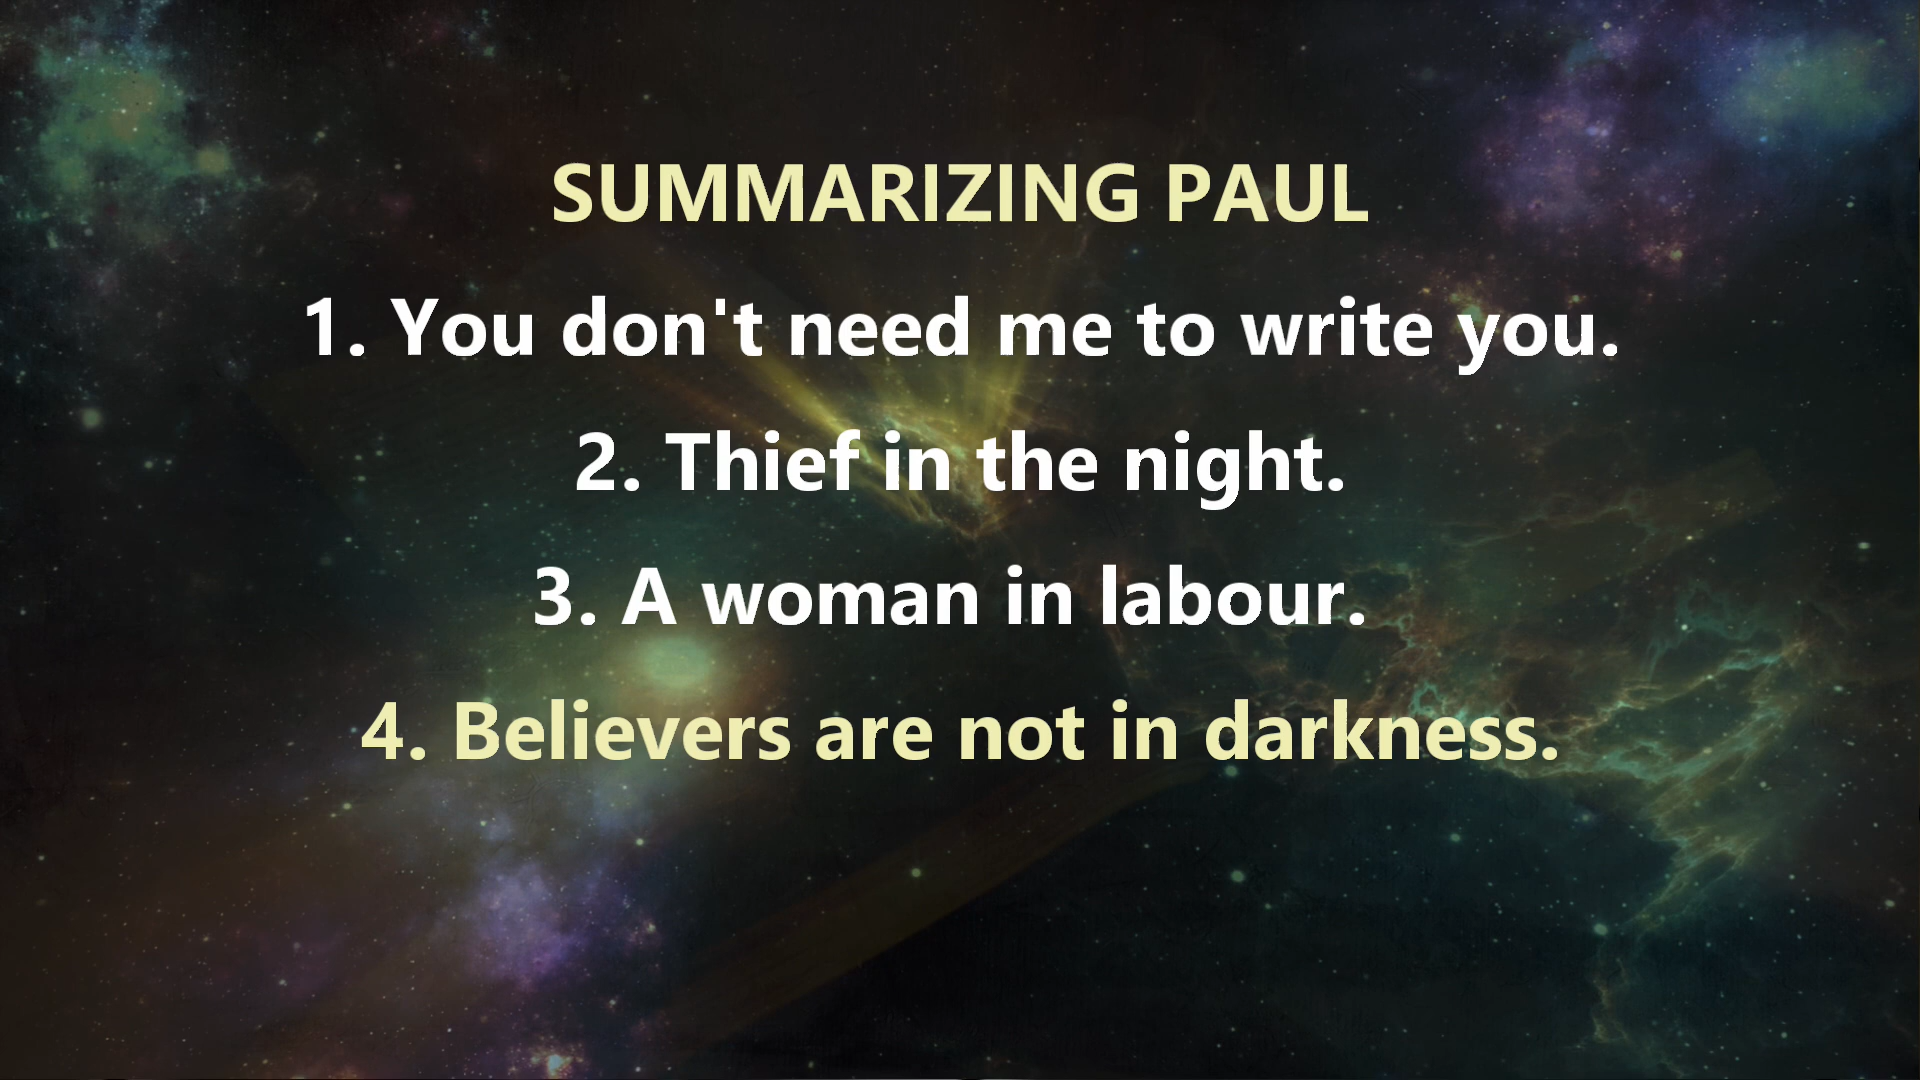 SUMMARIZING PAUL
1. You don't need me to write you.
2. Thief in the night.
3. A woman in labour.
4. Believers are not in darkness.